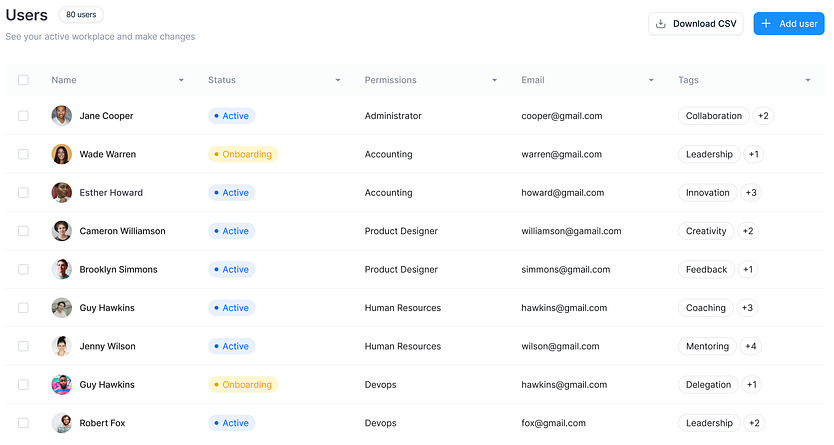 Users 80 users
See your active workplace and make changes
Download CSV Add user
Name Status Permissions Email Tags
Jane Cooper Active Administrator cooper@gmail.com Collaboration +2
Wade Warren Onboarding Accounting warren@gmail.com Leadership +1
Esther Howard Active Accounting howard@gmail.com Innovation +3
Cameron Williamson Active Product Designer williamson@gamail.com Creativity +2
Brooklyn Simmons Active Product Designer simmons@gmail.com Feedback +1
Guy Hawkins Active Human Resources hawkins@gmail.com Coaching +3
Jenny Wilson Active Human Resources wilson@gmail.com Mentoring +4
Guy Hawkins Onboarding Devops hawkins@gmail.com Delegation +1
Robert Fox Active Devops fox@gmail.com Leadership +2